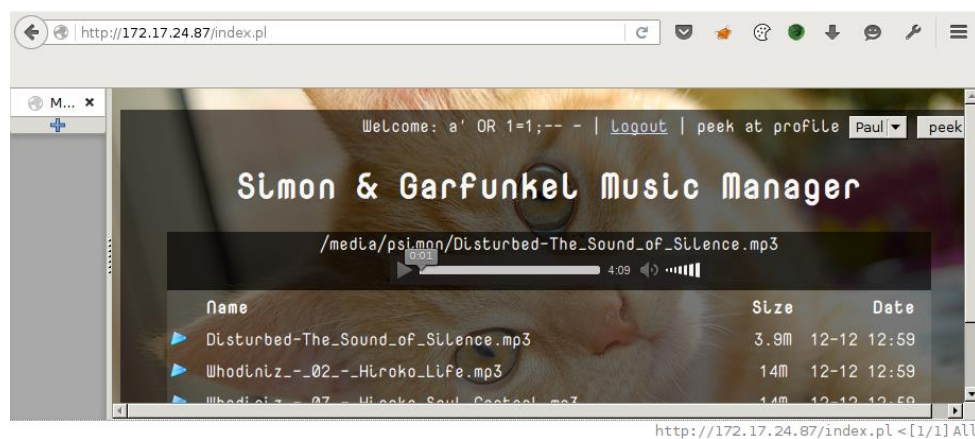 http://172.17.24.87/index.pl
M...
Welcome: a' OR 1=1;-- - | Logout | peek at profile Paul peek
Simon & Garfunkel Music Manager
/media/psimon/Disturbed-The_Sound_of_Silence.mp3
0:01
4:09
Name Size Date
Disturbed-The_Sound_of_Silence.mp3 3.9M 12-12 12:59
Whodiniz_-_02_-_Hiroko_Life.mp3 14M 12-12 12:59
http://172.17.24.87/index.pl <[1/1] All